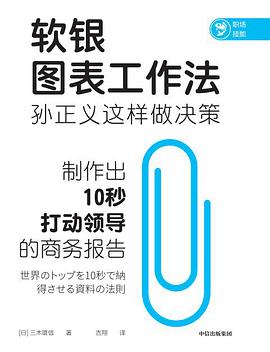 职场
技能
软银
图表工作法
孙正义这样做决策
制作出
10秒
打动领导
的商务报告
世界のトップを10秒で納
得させる資料の法則
[日] 三木雄信 著 吉翔 译
中信出版集团